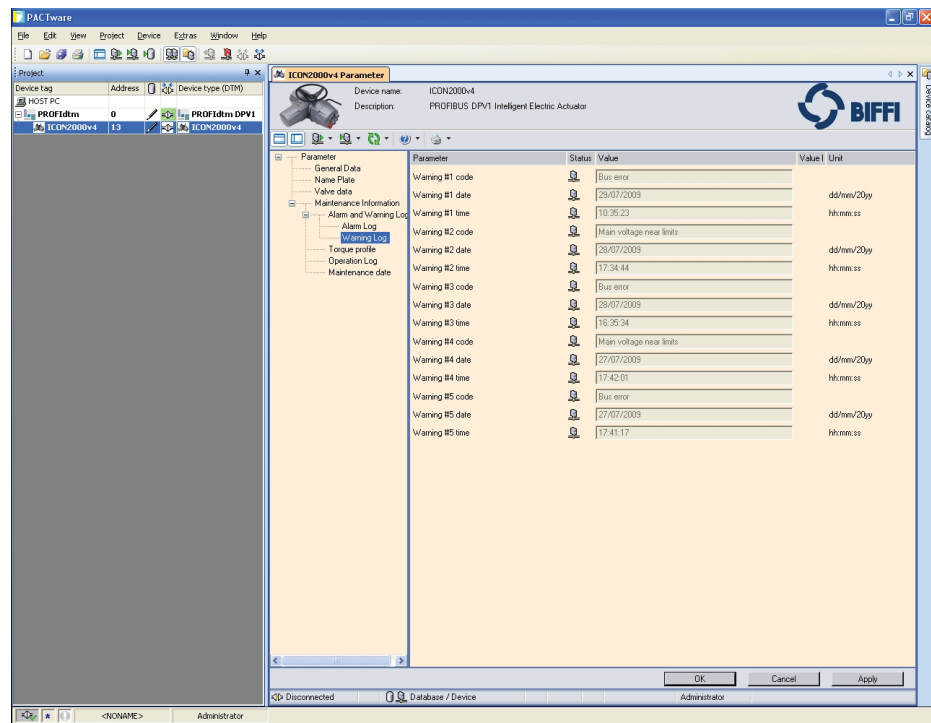 PACTware
File Edit View Project Device Extras Window Help
Project
Device tag Address Device type (DTM)
HOST PC
PROFIdtm 0 PROFIdtm DPV1
ICON2000v4 13 ICON2000v4
ICON2000v4 Parameter
Device name: ICON2000v4
Description: PROFIBUS DPV1 Intelligent Electric Actuator
BIFFI
Device catalog
Parameter
General Data
Name Plate
Valve data
Maintenance Information
Alarm and Warning Log
Alarm Log
Warning Log
Torque profile
Operation Log
Maintenance date
Parameter Status Value Value I Unit
Warning #1 code Bus error
Warning #1 date 29/07/2009 dd/mm/20yy
Warning #1 time 10:35:23 hh:mm:ss
Warning #2 code Main voltage near limits
Warning #2 date 28/07/2009 dd/mm/20yy
Warning #2 time 17:34:44 hh:mm:ss
Warning #3 code Bus error
Warning #3 date 28/07/2009 dd/mm/20yy
Warning #3 time 16:35:34 hh:mm:ss
Warning #4 code Main voltage near limits
Warning #4 date 27/07/2009 dd/mm/20yy
Warning #4 time 17:42:01 hh:mm:ss
Warning #5 code Bus error
Warning #5 date 27/07/2009 dd/mm/20yy
Warning #5 time 17:41:17 hh:mm:ss
OK Cancel Apply
Disconnected Database / Device Administrator
<NONAME> Administrator